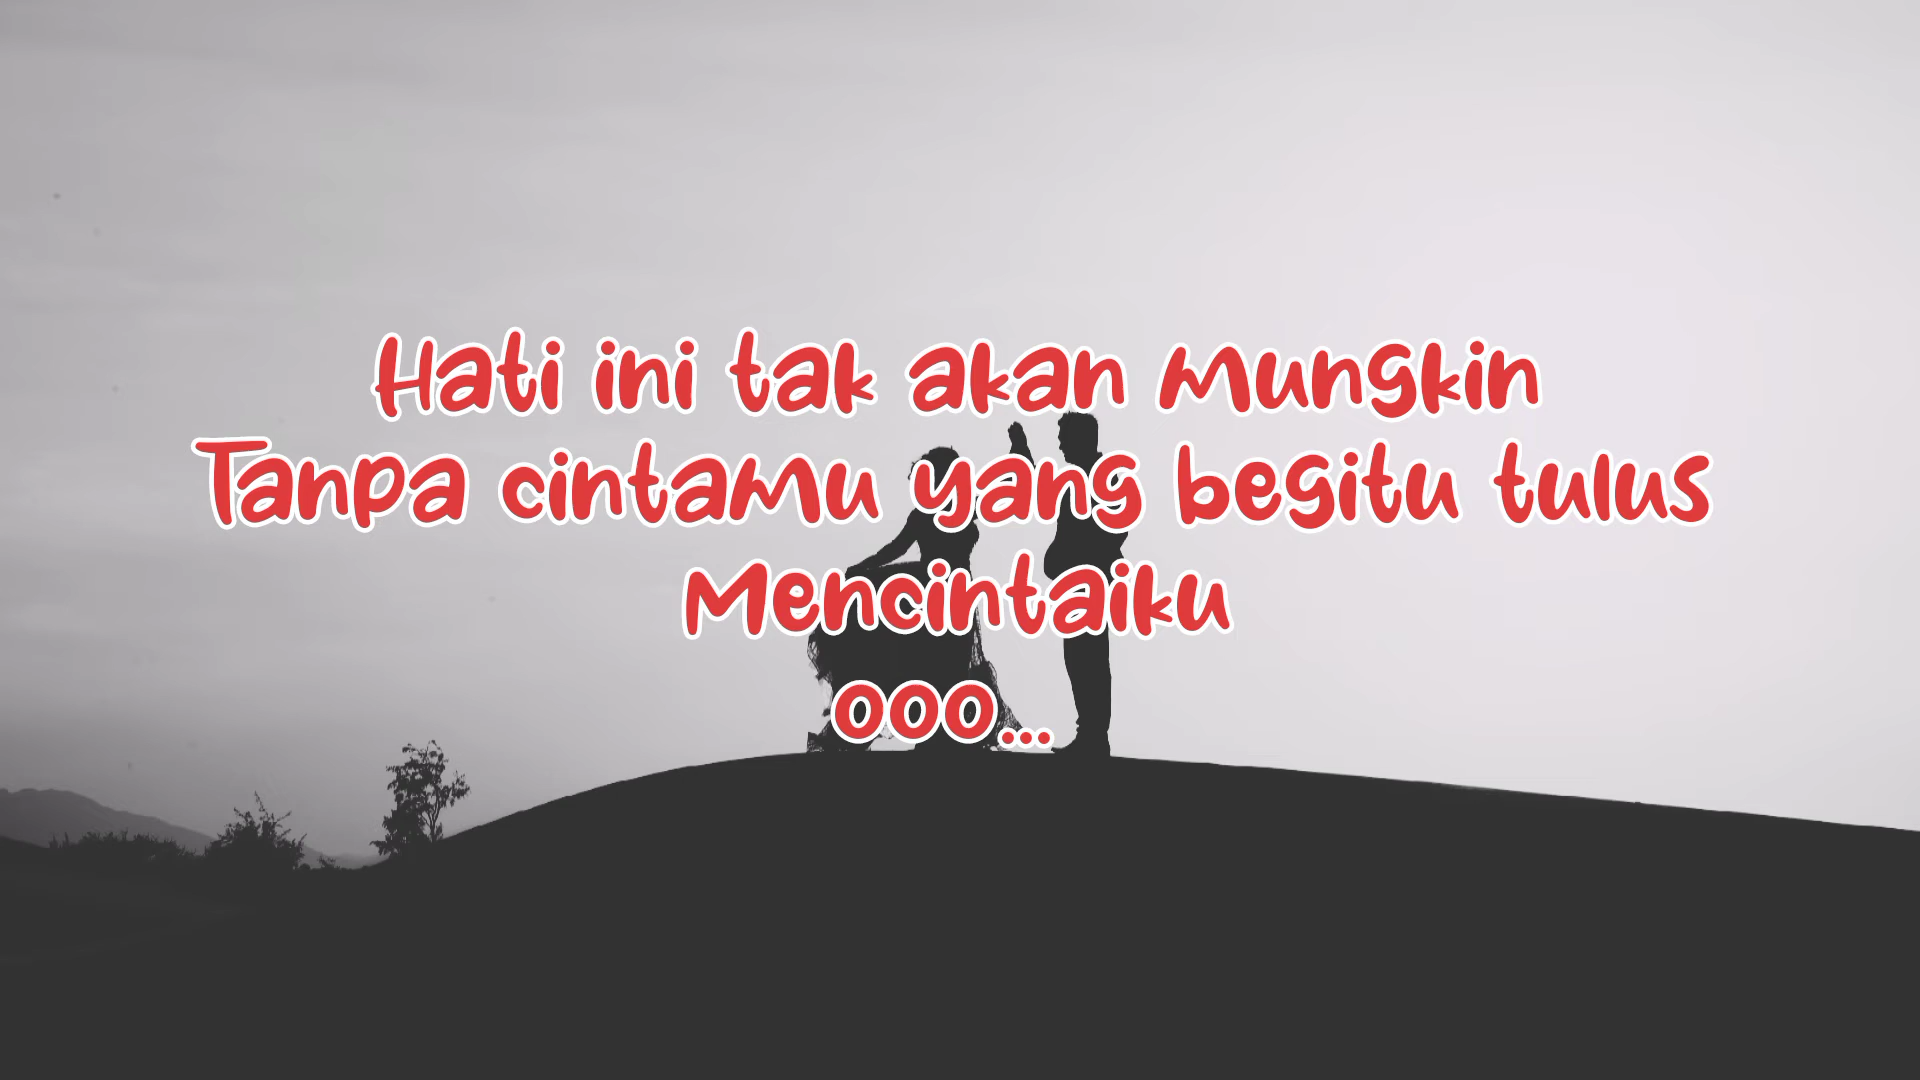 Hati ini tak akan mungkin
Tanpa cintamu yang begitu tulus
Mencintaiku
ooo...